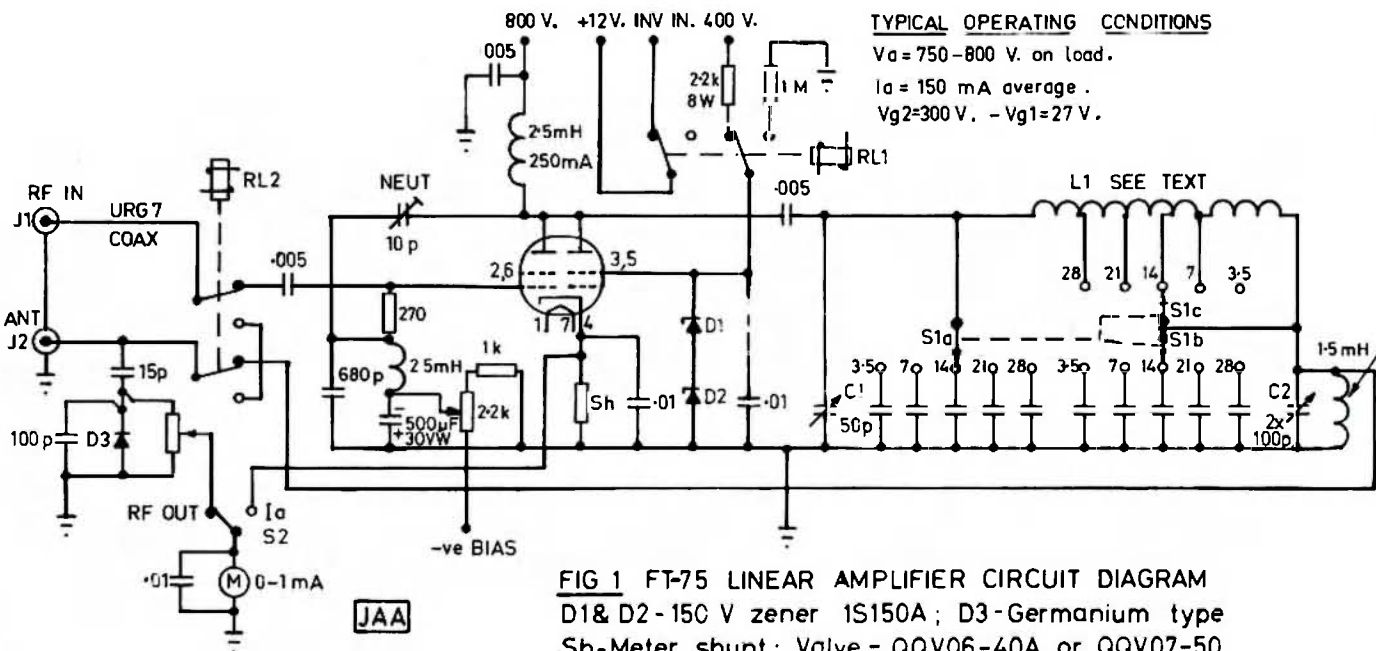 800 V. +12V. INV IN. 400 V.
TYPICAL OPERATING CCNDITIONS
Va = 750-800 V. on load.
Ia = 150 mA average.
Vg2=300 V. - Vg1=27 V.
005
2·2k
8W
1 M
2·5mH
250mA
RL1
RL2
RF IN
J1
URG7
COAX
NEUT
10 p
·005
·005
L1 SEE TEXT
2,6
3,5
28 21 14 7 3·5
270
1 7 4
D1
S1c
S1a
S1b
ANT
J2
15p
680p
25mH
1k
2·2k
500µF
30VW
Sh
·01
D2
·01
C1
50p
3·5 7 14 21 28
3·5 7 14 21 28
C2
2x
100p
1·5mH
100p
D3
RF OUT
Ia
S2
-ve BIAS
·01
M
0-1mA
JAA
FIG 1 FT-75 LINEAR AMPLIFIER CIRCUIT DIAGRAM
D1& D2-150 V zener 1S150A; D3-Germanium type
Sh-Meter shunt; Valve - QQV06-40A or QQV07-50